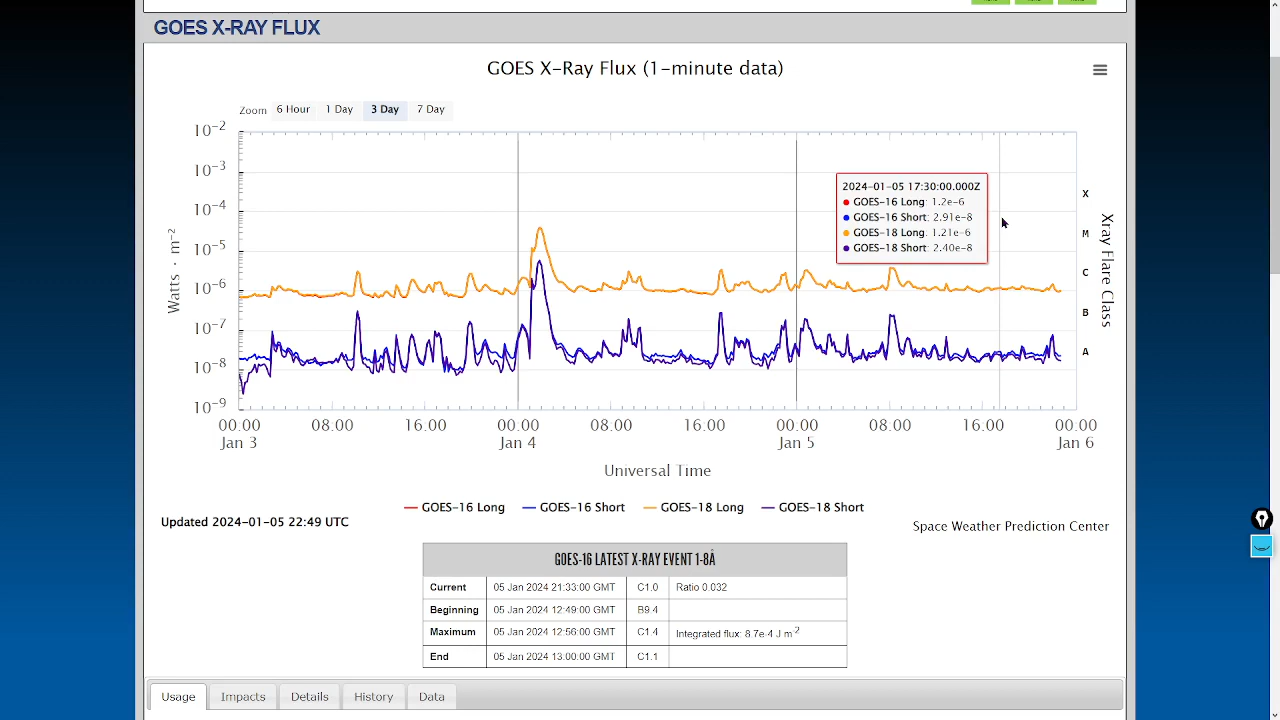 GOES X-RAY FLUX
GOES X-Ray Flux (1-minute data)
Zoom 6 Hour 1 Day 3 Day 7 Day
10⁻²
10⁻³
10⁻⁴
10⁻⁵
10⁻⁶
10⁻⁷
10⁻⁸
10⁻⁹
Watts · m⁻²
2024-01-05 17:30:00.000Z
GOES-16 Long: 1.2e-6
GOES-16 Short: 2.91e-8
GOES-18 Long: 1.21e-6
GOES-18 Short: 2.40e-8
X
M
C
B
A
Xray Flare Class
00:00 08:00 16:00 00:00 08:00 16:00 00:00 08:00 16:00 00:00
Jan 3 Jan 4 Jan 5 Jan 6
Universal Time
GOES-16 Long GOES-16 Short GOES-18 Long GOES-18 Short
Updated 2024-01-05 22:49 UTC
Space Weather Prediction Center
GOES-16 LATEST X-RAY EVENT 1-8Å
Current 05 Jan 2024 21:33:00 GMT C1.0 Ratio 0.032
Beginning 05 Jan 2024 12:49:00 GMT B9.4
Maximum 05 Jan 2024 12:56:00 GMT C1.4 Integrated flux: 8.7e-4 J m⁻²
End 05 Jan 2024 13:00:00 GMT C1.1
Usage Impacts Details History Data